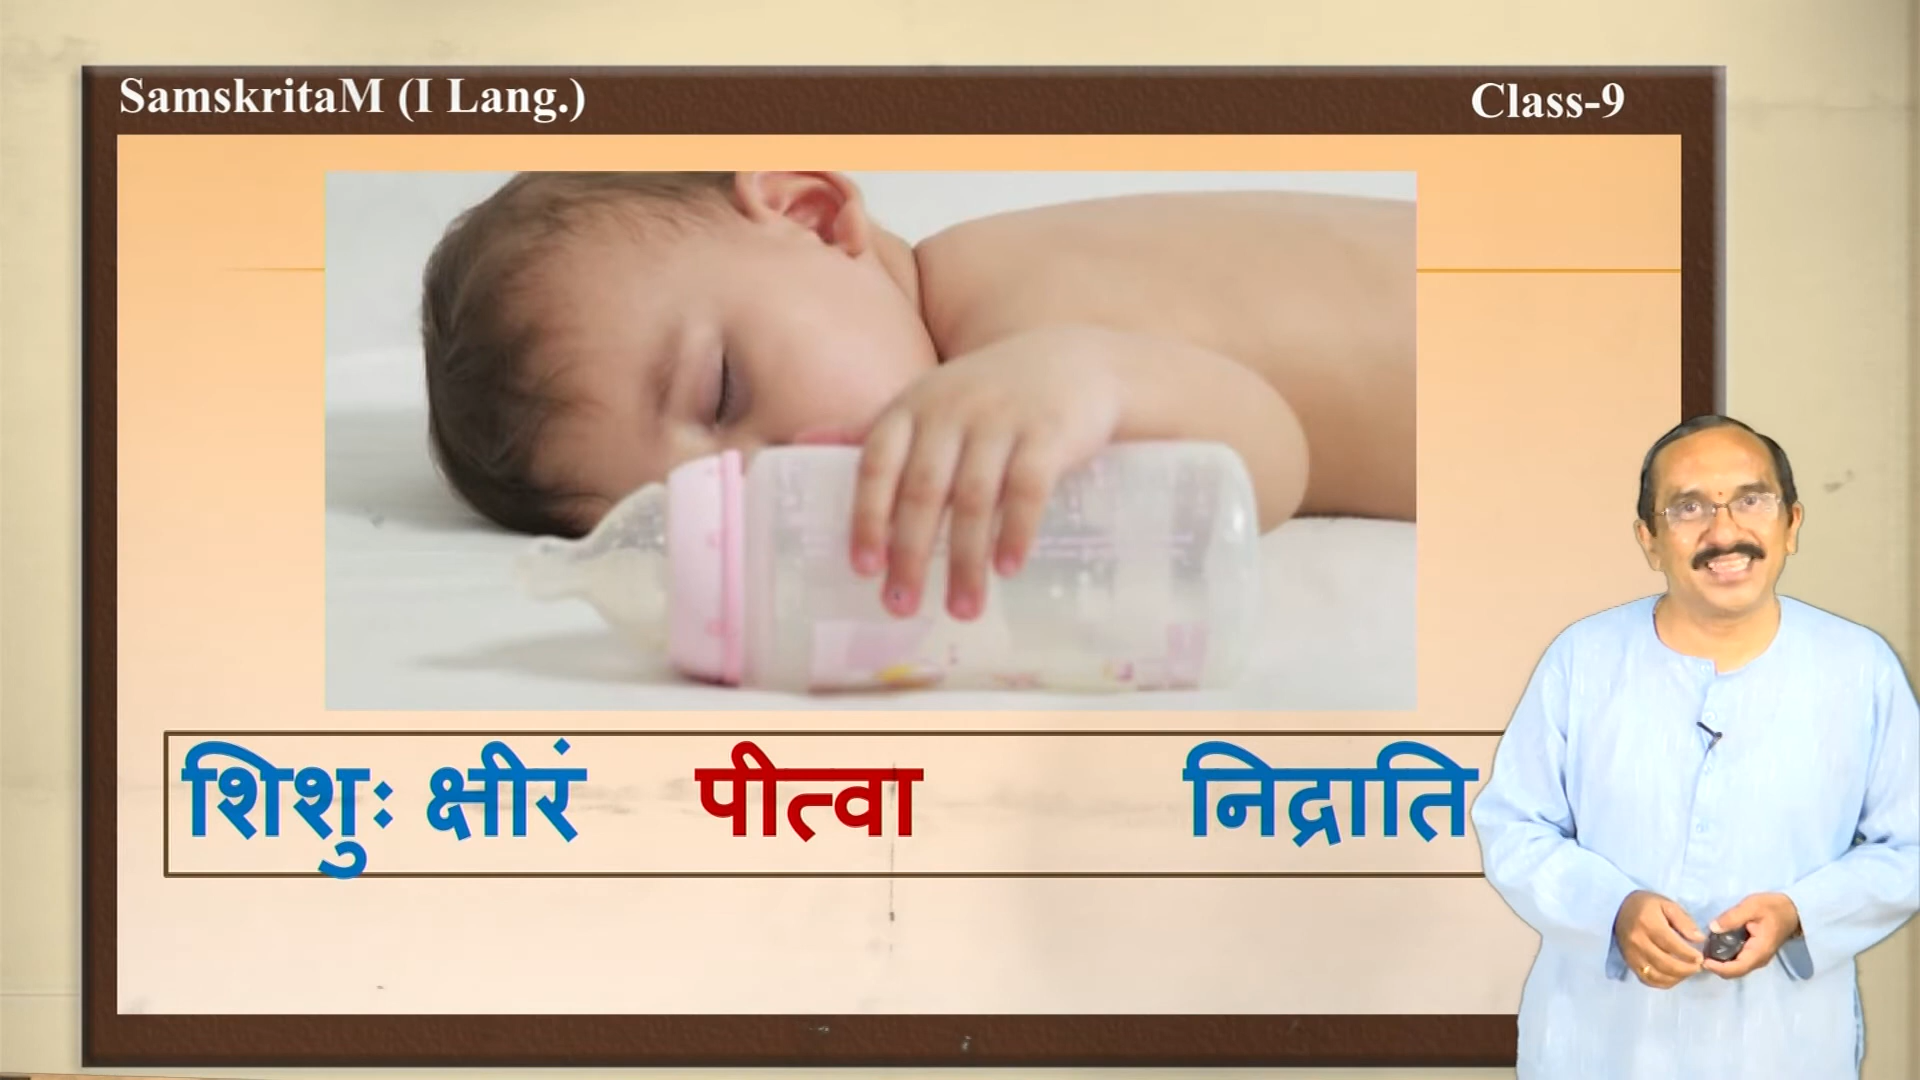 SamskritaM (I Lang.) Class-9
शिशुः क्षीरं पीत्वा निद्राति